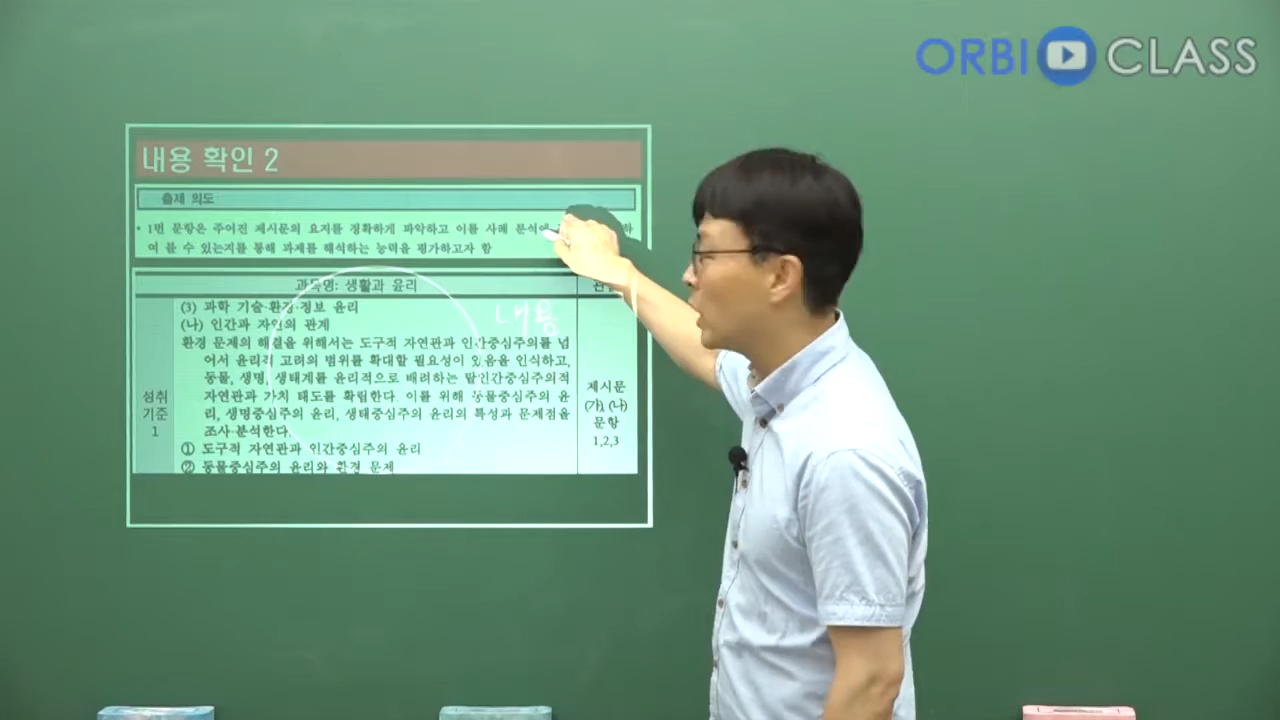 ORBI CLASS
내용 확인 2
출제 의도
• 1번 문항은 주어진 제시문의 요지를 정확하게 파악하고 이를 사례 분석에
여 볼 수 있는지를 통해 과제를 해석하는 능력을 평가하고자 함
과목명: 생활과 윤리
내용
(3) 과학 기술·환경·정보 윤리
(나) 인간과 자연의 관계
환경 문제의 해결을 위해서는 도구적 자연관과 인간중심주의를 넘
어서 윤리적 고려의 범위를 확대할 필요성이 있음을 인식하고,
동물, 생명, 생태계를 윤리적으로 배려하는 탈인간중심주의적
자연관과 가치 태도를 확립한다. 이를 위해 동물중심주의 윤
리, 생명중심주의 윤리, 생태중심주의 윤리의 특성과 문제점을
조사·분석한다.
① 도구적 자연관과 인간중심주의 윤리
② 동물중심주의 윤리와 환경 문제
성취
기준
1
제시문
(가), (나)
문항
1,2,3